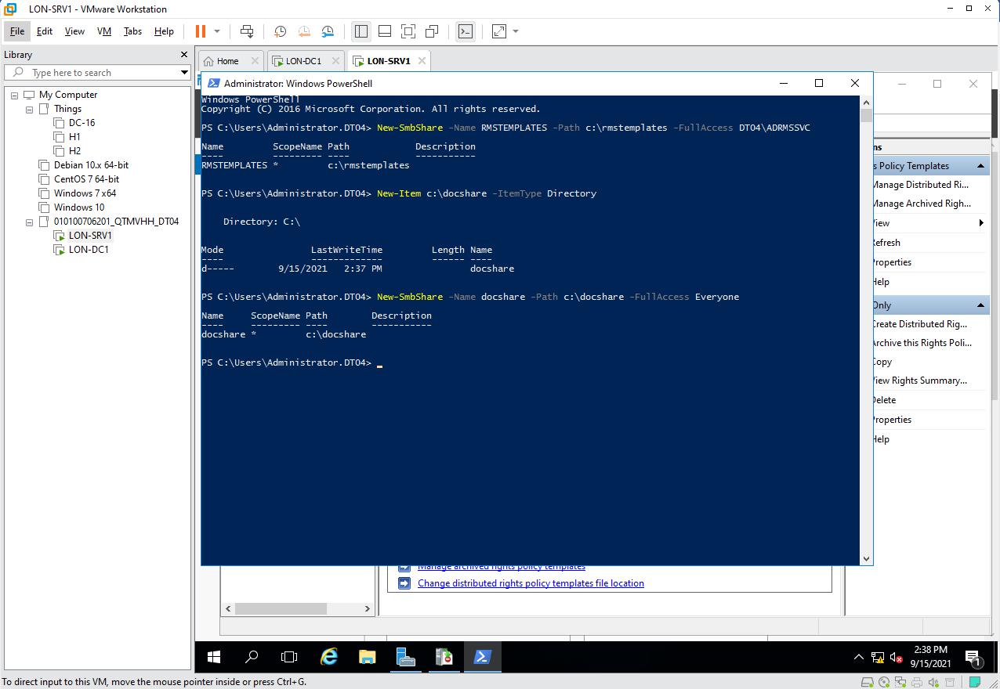 LON-SRV1 - VMware Workstation
File Edit View VM Tabs Help
Library
Type here to search
My Computer
Things
DC-16
H1
H2
Debian 10.x 64-bit
CentOS 7 64-bit
Windows 7 x64
Windows 10
010100706201_QTMVHH_DT04
LON-SRV1
LON-DC1
Home LON-DC1 LON-SRV1
Administrator: Windows PowerShell
Windows PowerShell
Copyright (C) 2016 Microsoft Corporation. All rights reserved.
PS C:\Users\Administrator.DT04> New-SmbShare -Name RMSTEMPLATES -Path c:\rmstemplates -FullAccess DT04\ADRMSSVC
Name ScopeName Path Description
---- --------- ---- -----------
RMSTEMPLATES * c:\rmstemplates
PS C:\Users\Administrator.DT04> New-Item c:\docshare -ItemType Directory
Directory: C:\
Mode LastWriteTime Length Name
---- ------------- ------ ----
d----- 9/15/2021 2:37 PM docshare
PS C:\Users\Administrator.DT04> New-SmbShare -Name docshare -Path c:\docshare -FullAccess Everyone
Name ScopeName Path Description
---- --------- ---- -----------
docshare * c:\docshare
PS C:\Users\Administrator.DT04>
ns
s Policy Templates
Manage Distributed Ri...
Manage Archived Righ...
View
Refresh
Properties
Help
Only
Create Distributed Rig...
Archive this Rights Poli...
Copy
View Rights Summary...
Delete
Properties
Help
Manage archived rights policy templates
Change distributed rights policy templates file location
2:38 PM
9/15/2021
1
To direct input to this VM, move the mouse pointer inside or press Ctrl+G.